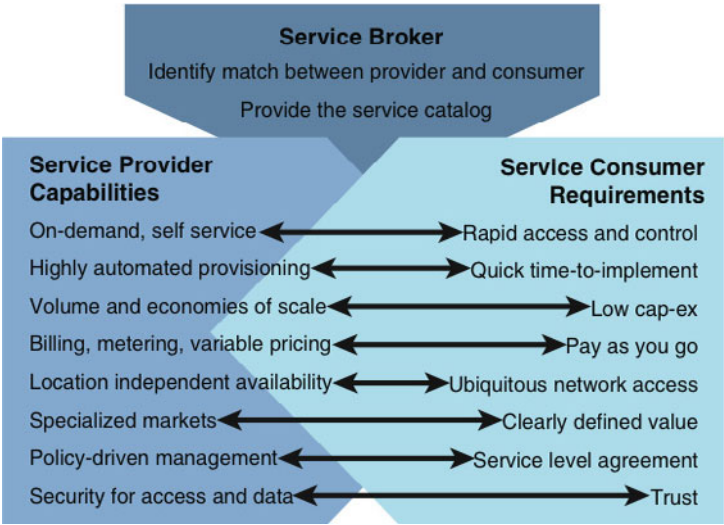 Service Broker
Identify match between provider and consumer
Provide the service catalog
Service Provider
Capabilities
Service Consumer
Requirements
On-demand, self service
Rapid access and control
Highly automated provisioning
Quick time-to-implement
Volume and economies of scale
Low cap-ex
Billing, metering, variable pricing
Pay as you go
Location independent availability
Ubiquitous network access
Specialized markets
Clearly defined value
Policy-driven management
Service level agreement
Security for access and data
Trust